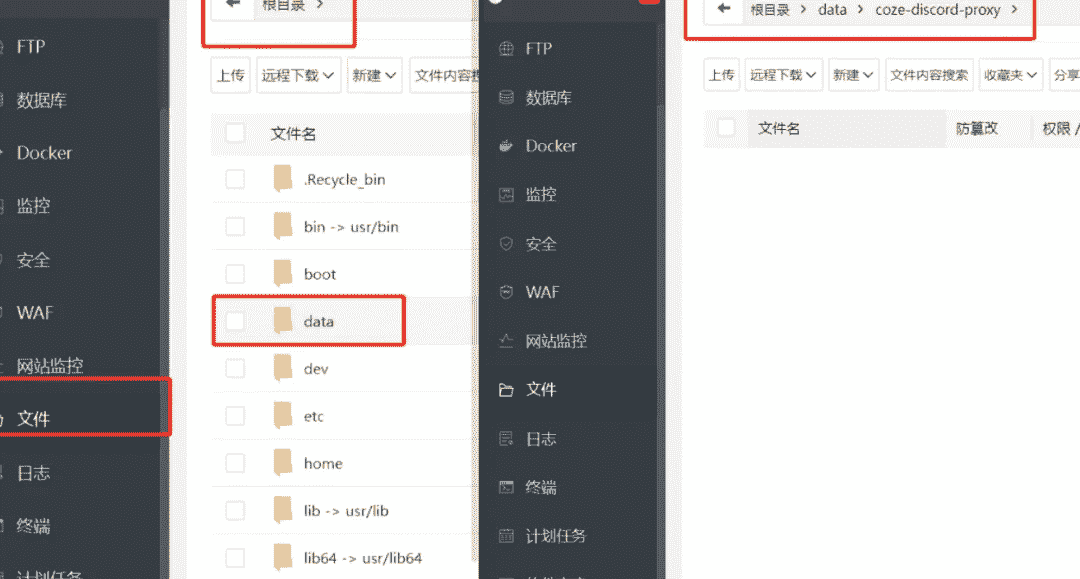 FTP
数据库
Docker
监控
安全
WAF
网站监控
文件
日志
终端
计划任务
根目录 >
上传 远程下载 新建 文件内容搜
文件名
.Recycle_bin
bin -> usr/bin
boot
data
dev
etc
home
lib -> usr/lib
lib64 -> usr/lib64
FTP
数据库
Docker
监控
安全
WAF
网站监控
文件
日志
终端
计划任务
根目录 > data > coze-discord-proxy >
上传 远程下载 新建 文件内容搜索 收藏夹 分享
文件名 防篡改 权限 /